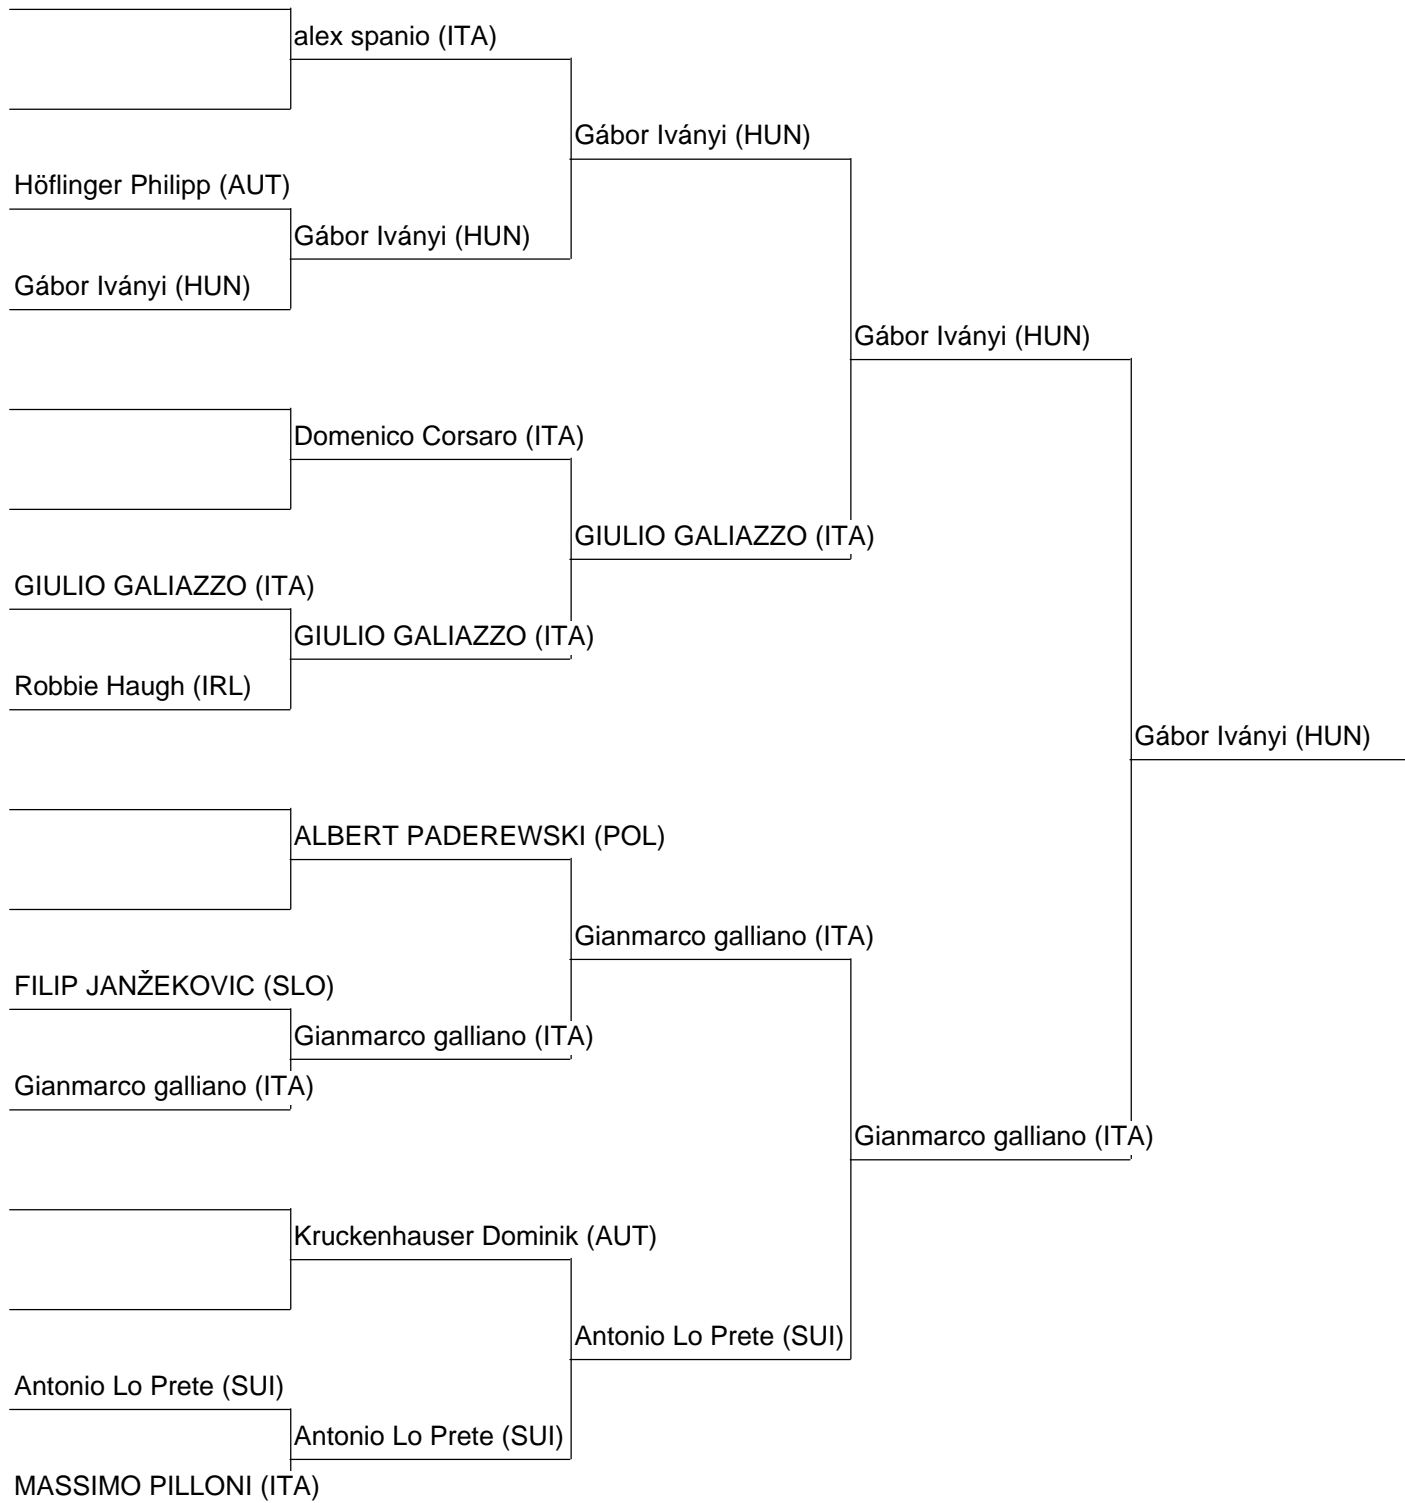 alex spanio (ITA)
Gábor Iványi (HUN)
Höflinger Philipp (AUT)
Gábor Iványi (HUN)
Gábor Iványi (HUN)
Gábor Iványi (HUN)
Domenico Corsaro (ITA)
GIULIO GALIAZZO (ITA)
GIULIO GALIAZZO (ITA)
GIULIO GALIAZZO (ITA)
Robbie Haugh (IRL)
Gábor Iványi (HUN)
ALBERT PADEREWSKI (POL)
Gianmarco galliano (ITA)
FILIP JANŽEKOVIC (SLO)
Gianmarco galliano (ITA)
Gianmarco galliano (ITA)
Gianmarco galliano (ITA)
Kruckenhauser Dominik (AUT)
Antonio Lo Prete (SUI)
Antonio Lo Prete (SUI)
Antonio Lo Prete (SUI)
MASSIMO PILLONI (ITA)